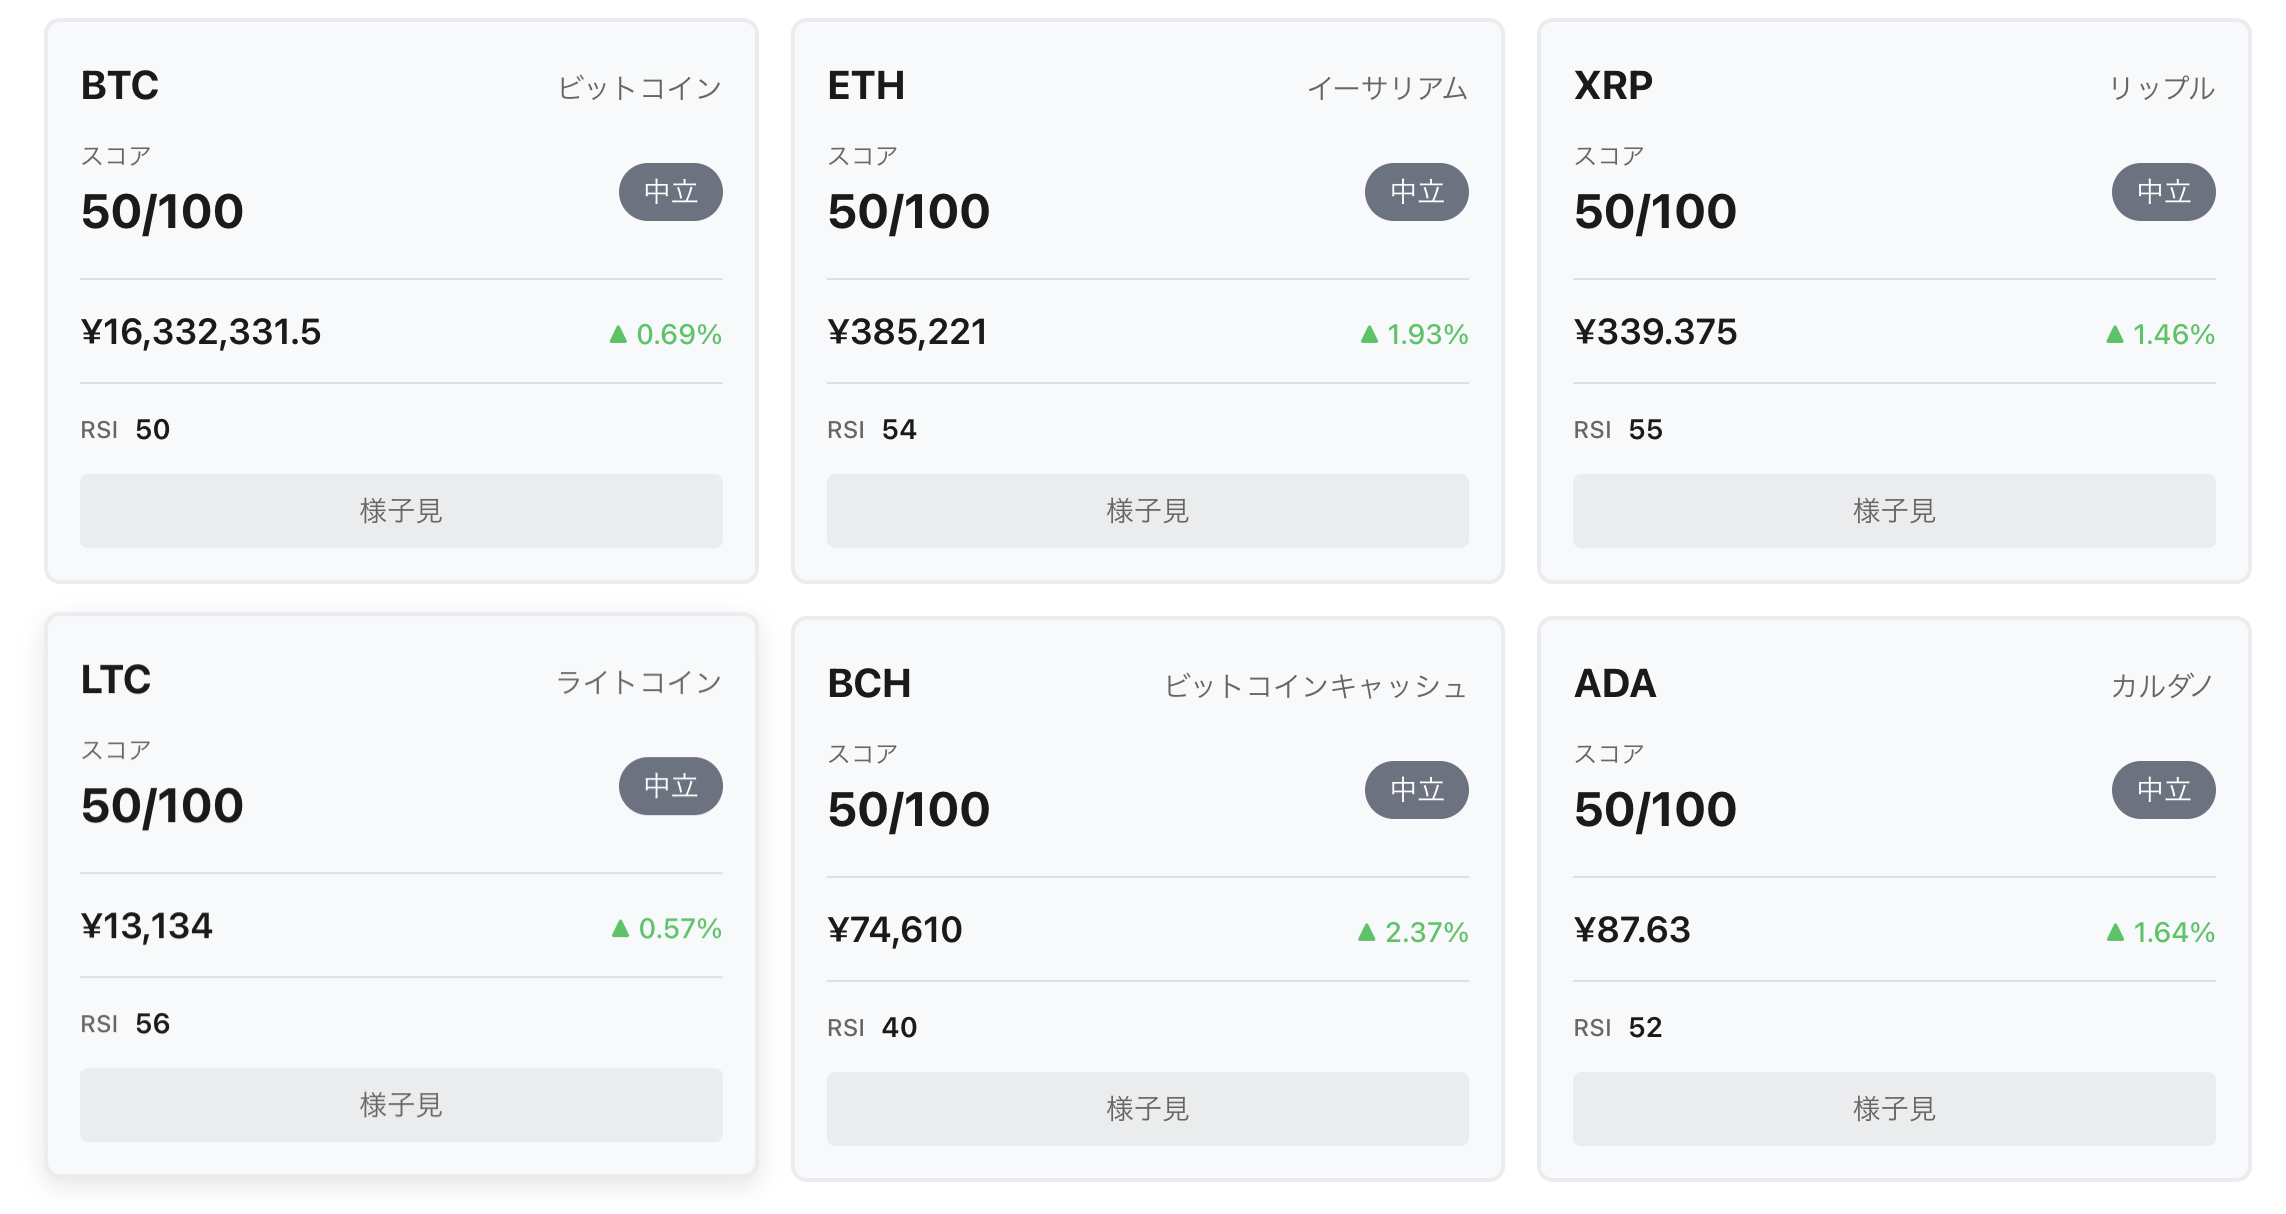 BTC ビットコイン
スコア
50/100 中立
¥16,332,331.5 ▲ 0.69%
RSI 50
様子見
ETH イーサリアム
スコア
50/100 中立
¥385,221 ▲ 1.93%
RSI 54
様子見
XRP リップル
スコア
50/100 中立
¥339.375 ▲ 1.46%
RSI 55
様子見
LTC ライトコイン
スコア
50/100 中立
¥13,134 ▲ 0.57%
RSI 56
様子見
BCH ビットコインキャッシュ
スコア
50/100 中立
¥74,610 ▲ 2.37%
RSI 40
様子見
ADA カルダノ
スコア
50/100 中立
¥87.63 ▲ 1.64%
RSI 52
様子見